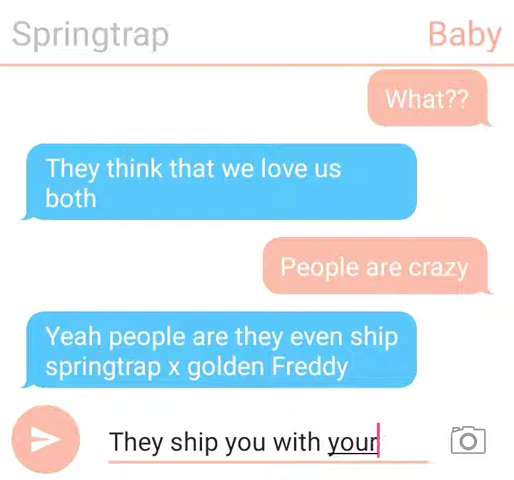 Springtrap Baby
What??
They think that we love us
both
People are crazy
Yeah people are they even ship
springtrap x golden Freddy
They ship you with your